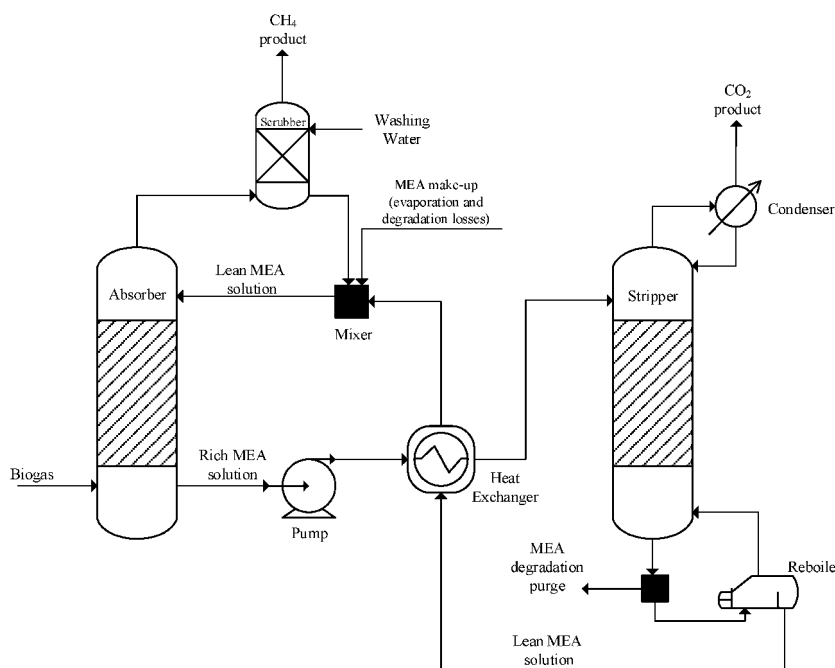 CH4
product
Scrubber
Washing
Water
CO2
product
MEA make-up
(evaporation and
degradation losses)
Condenser
Absorber
Lean MEA
solution
Stripper
Mixer
Biogas
Rich MEA
solution
Heat
Exchanger
Pump
MEA
degradation
purge
Reboile
Lean MEA
solution